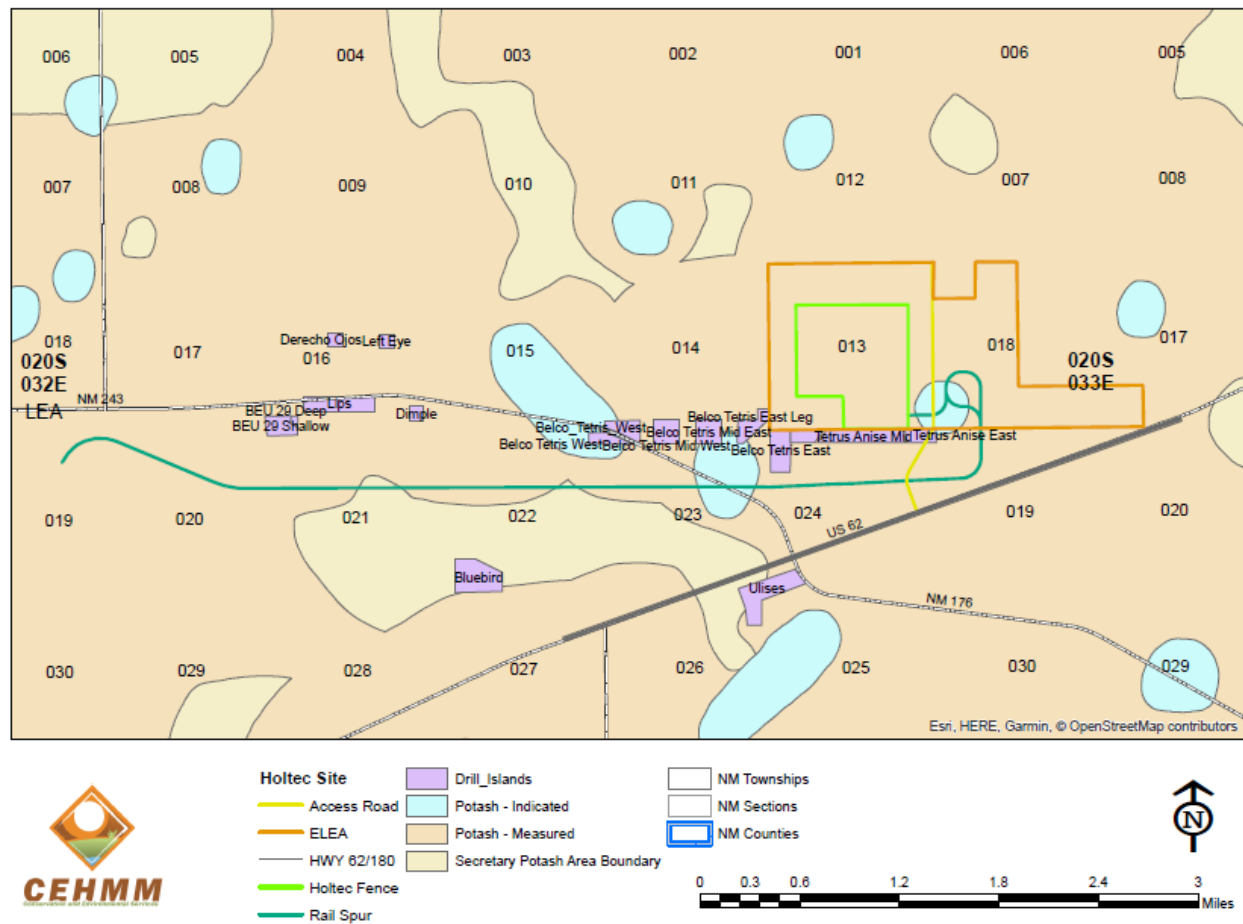 006 005 004 003 002 001 006 005
007 008 009 010 011 012 007 008
018 017 016 015 014 013 018 017
Derecho Ojos Left Eye
020S
032E
LEA
020S
033E
NM 243
Lips
BEU 29 Deep
BEU 29 Shallow
Dimple
Belco_Tetris_West
Belco Tetris West
Belco Tetris Mid West
Belco Tetris Mid East
Belco Tetris East Leg
Belco Tetris East
Tetrus Anise Mid
Tetrus Anise East
019 020 021 022 023 024 019 020
US 62
Bluebird
Ulises
NM 176
030 029 028 027 026 025 030 029
Esri, HERE, Garmin, © OpenStreetMap contributors
CEHMM
Conservation and Environmental Services
Holtec Site
Access Road
ELEA
HWY 62/180
Holtec Fence
Rail Spur
Drill_Islands
Potash - Indicated
Potash - Measured
Secretary Potash Area Boundary
NM Townships
NM Sections
NM Counties
N
0 0.3 0.6 1.2 1.8 2.4 3
Miles